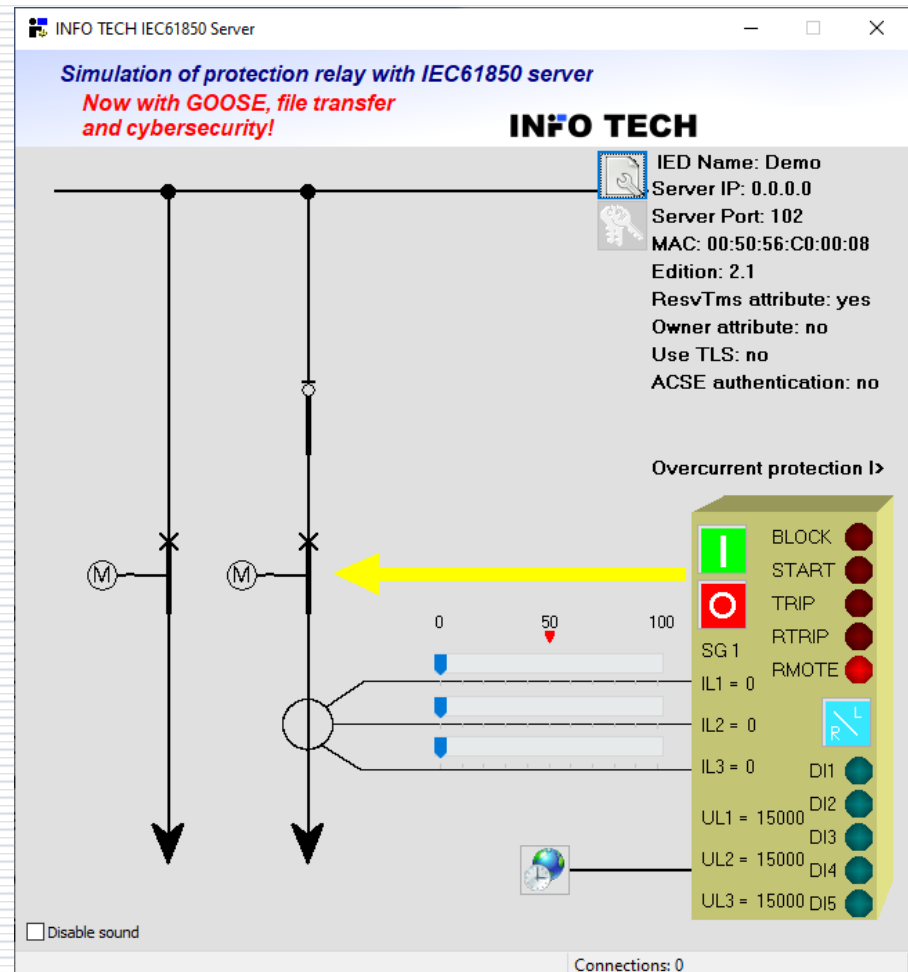 INFO TECH IEC61850 Server
Simulation of protection relay with IEC61850 server
Now with GOOSE, file transfer
and cybersecurity!
INFO TECH
IED Name: Demo
Server IP: 0.0.0.0
Server Port: 102
MAC: 00:50:56:C0:00:08
Edition: 2.1
ResvTms attribute: yes
Owner attribute: no
Use TLS: no
ACSE authentication: no
Overcurrent protection I>
BLOCK
START
TRIP
RTRIP
RMOTE
M
M
0 50 100
SG 1
IL1 = 0
IL2 = 0
IL3 = 0
L
R
UL1 = 15000
UL2 = 15000
UL3 = 15000
DI1
DI2
DI3
DI4
DI5
Disable sound
Connections: 0